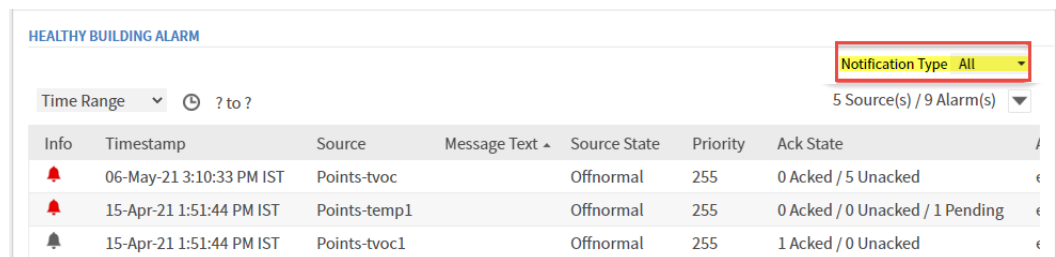 HEALTHY BUILDING ALARM
Notification Type All
Time Range ? to ? 5 Source(s) / 9 Alarm(s)
Info Timestamp Source Message Text Source State Priority Ack State
06-May-21 3:10:33 PM IST Points-tvoc Offnormal 255 0 Acked / 5 Unacked
15-Apr-21 1:51:44 PM IST Points-temp1 Offnormal 255 0 Acked / 0 Unacked / 1 Pending
15-Apr-21 1:51:44 PM IST Points-tvoc1 Offnormal 255 1 Acked / 0 Unacked